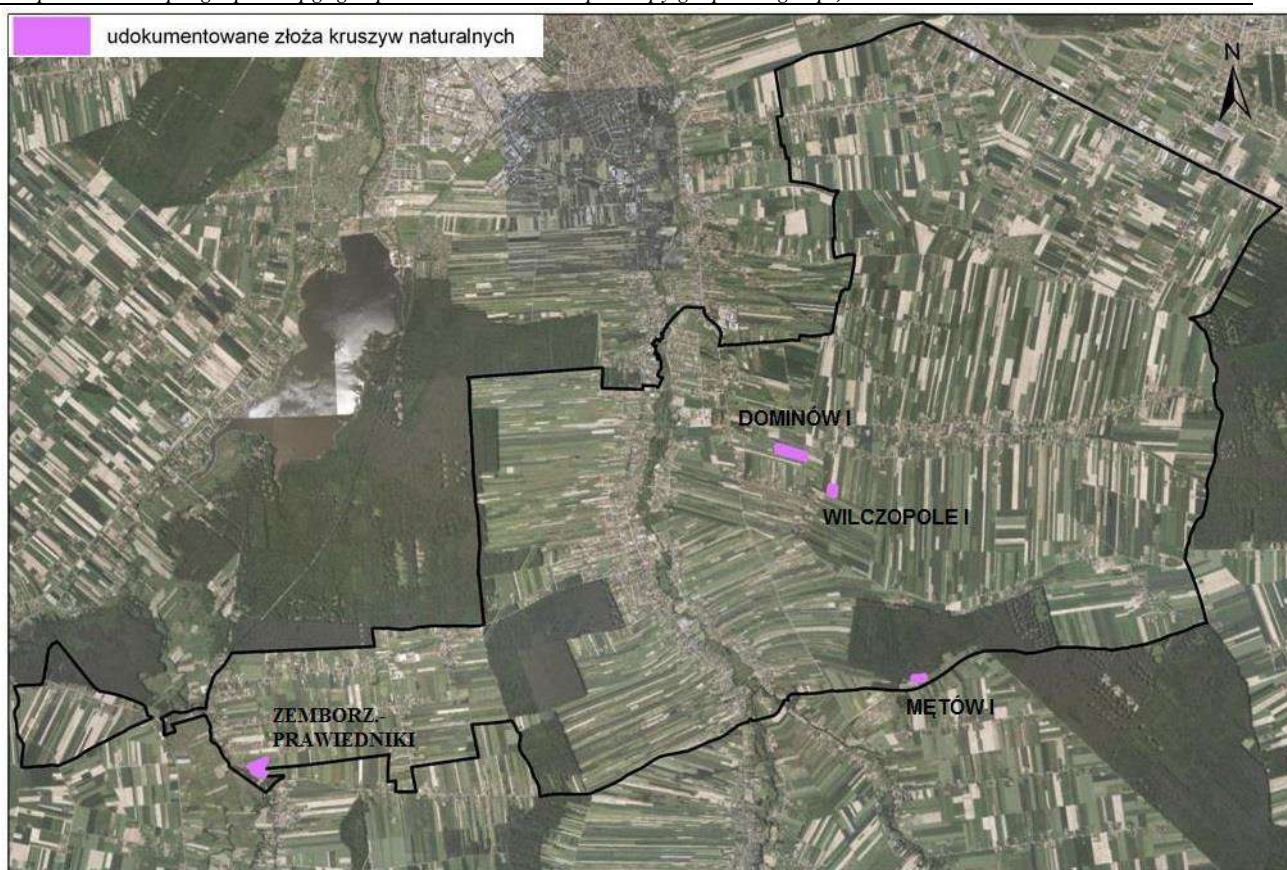 udokumentowane złoża kruszyw naturalnych
N
DOMINÓW I
WILCZOPOLE I
MĘTÓW I
ZEMBORZ.-
PRAWIEDNIKI